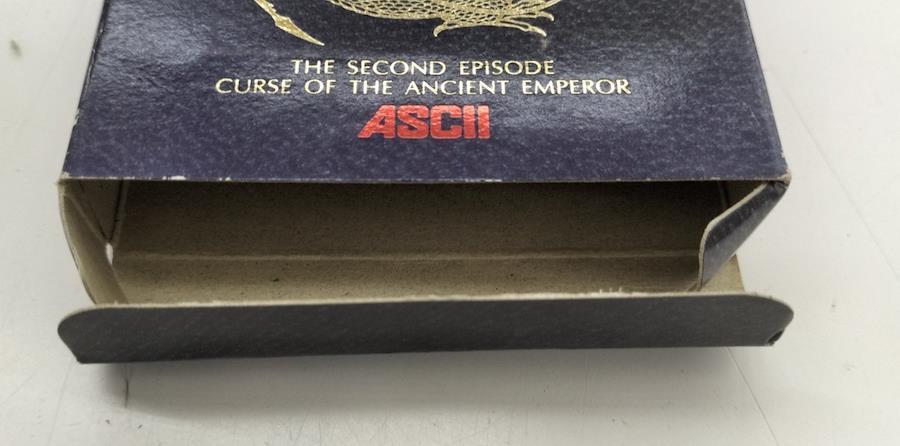 THE SECOND EPISODE
CURSE OF THE ANCIENT EMPEROR
ASCII